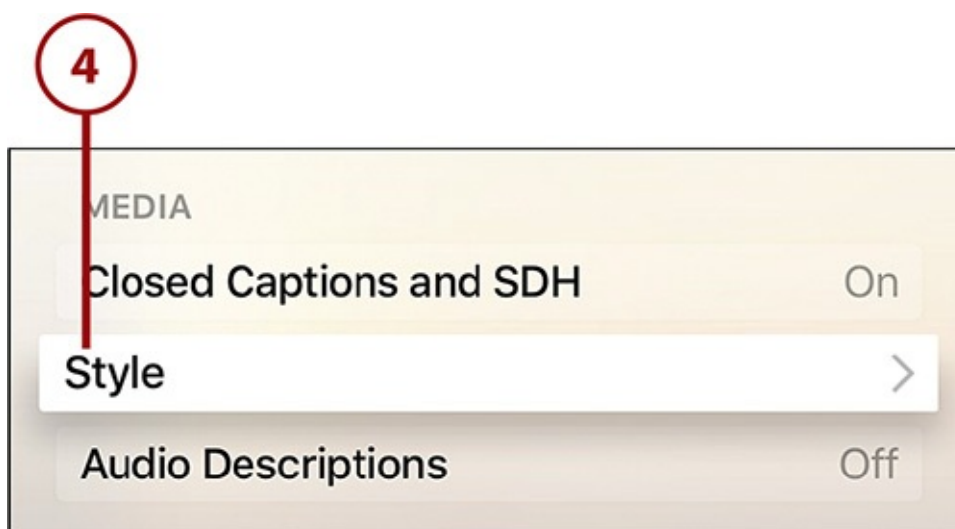 4
MEDIA
Closed Captions and SDH On
Style >
Audio Descriptions Off